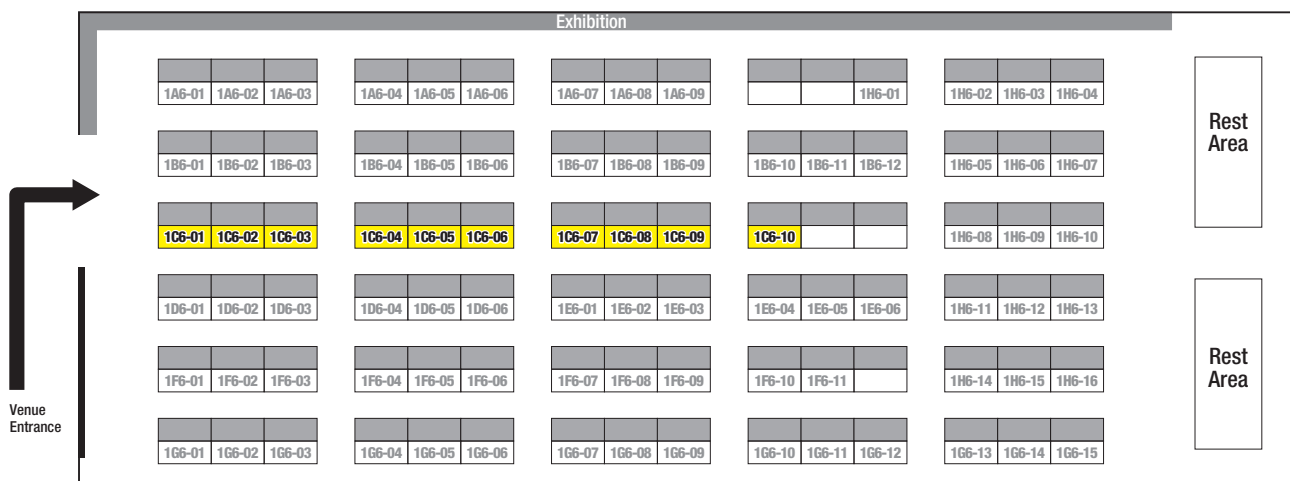 Exhibition
1A6-01 1A6-02 1A6-03 1A6-04 1A6-05 1A6-06 1A6-07 1A6-08 1A6-09 1H6-01 1H6-02 1H6-03 1H6-04
Rest
Area
1B6-01 1B6-02 1B6-03 1B6-04 1B6-05 1B6-06 1B6-07 1B6-08 1B6-09 1B6-10 1B6-11 1B6-12 1H6-05 1H6-06 1H6-07
1C6-01 1C6-02 1C6-03 1C6-04 1C6-05 1C6-06 1C6-07 1C6-08 1C6-09 1C6-10 1H6-08 1H6-09 1H6-10
1D6-01 1D6-02 1D6-03 1D6-04 1D6-05 1D6-06 1E6-01 1E6-02 1E6-03 1E6-04 1E6-05 1E6-06 1H6-11 1H6-12 1H6-13
Rest
Area
1F6-01 1F6-02 1F6-03 1F6-04 1F6-05 1F6-06 1F6-07 1F6-08 1F6-09 1F6-10 1F6-11 1H6-14 1H6-15 1H6-16
Venue
Entrance
1G6-01 1G6-02 1G6-03 1G6-04 1G6-05 1G6-06 1G6-07 1G6-08 1G6-09 1G6-10 1G6-11 1G6-12 1G6-13 1G6-14 1G6-15